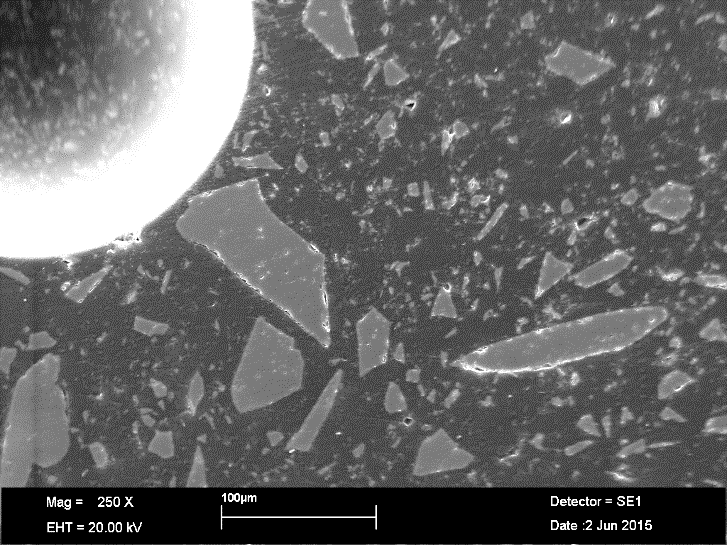 Mag = 250 X
EHT = 20.00 kV
100µm
Detector = SE1
Date :2 Jun 2015